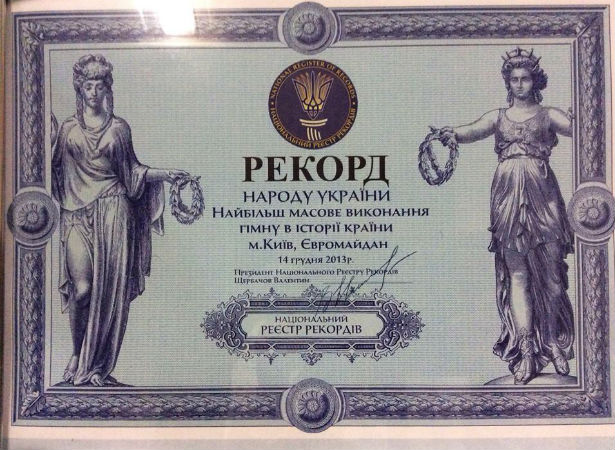 NATIONAL REGISTER OF RECORDS
НАЦІОНАЛЬНИЙ РЕЄСТР РЕКОРДІВ
РЕКОРД
НАРОДУ УКРАЇНИ
НАЙБІЛЬШ МАСОВЕ ВИКОНАННЯ
ГІМНУ В ІСТОРІЇ КРАЇНИ
М.КИЇВ, ЄВРОМАЙДАН
14 ГРУДНЯ 2013Р.
ПРЕЗИДЕНТ НАЦІОНАЛЬНОГО РЕЄСТРУ РЕКОРДІВ
ЩЕРБАЧОВ ВАЛЕНТИН
НАЦІОНАЛЬНИЙ
РЕЄСТР РЕКОРДІВ